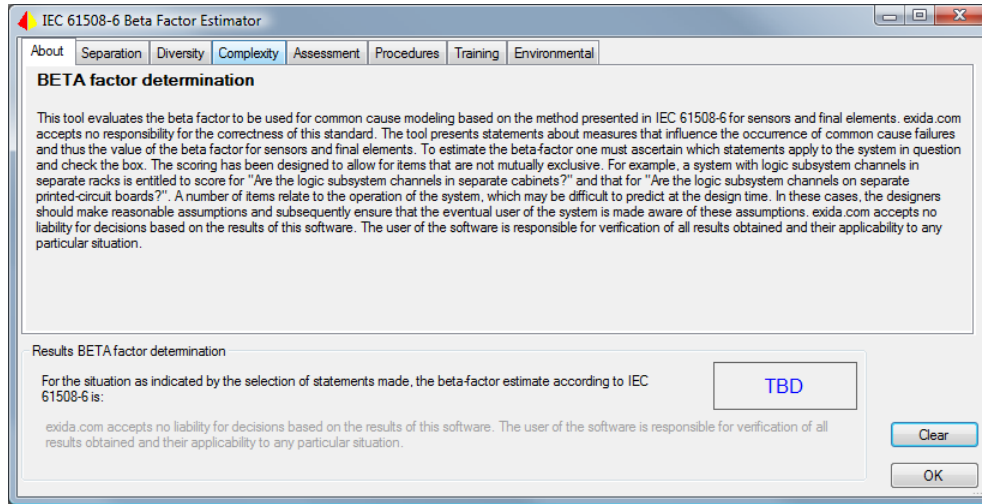 IEC 61508-6 Beta Factor Estimator
About Separation Diversity Complexity Assessment Procedures Training Environmental
BETA factor determination
This tool evaluates the beta factor to be used for common cause modeling based on the method presented in IEC 61508-6 for sensors and final elements. exida.com
accepts no responsibility for the correctness of this standard. The tool presents statements about measures that influence the occurrence of common cause failures
and thus the value of the beta factor for sensors and final elements. To estimate the beta-factor one must ascertain which statements apply to the system in question
and check the box. The scoring has been designed to allow for items that are not mutually exclusive. For example, a system with logic subsystem channels in
separate racks is entitled to score for "Are the logic subsystem channels in separate cabinets?" and that for "Are the logic subsystem channels on separate
printed-circuit boards?". A number of items relate to the operation of the system, which may be difficult to predict at the design time. In these cases, the designers
should make reasonable assumptions and subsequently ensure that the eventual user of the system is made aware of these assumptions. exida.com accepts no
liability for decisions based on the results of this software. The user of the software is responsible for verification of all results obtained and their applicability to any
particular situation.
Results BETA factor determination
For the situation as indicated by the selection of statements made, the beta-factor estimate according to IEC
61508-6 is:
TBD
exida.com accepts no liability for decisions based on the results of this software. The user of the software is responsible for verification of all
results obtained and their applicability to any particular situation.
Clear
OK